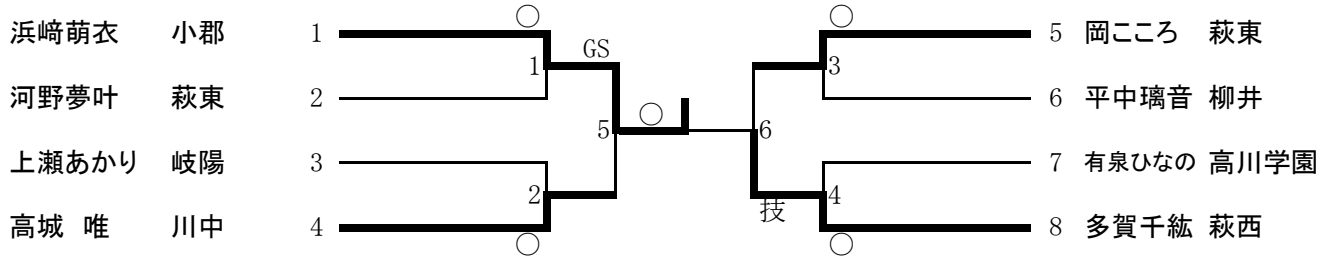 ○ ○
浜﨑萌衣 小郡 1 5 岡こころ 萩東
GS
1 3
河野夢叶 萩東 2 6 平中璃音 柳井
○
5 6
上瀬あかり 岐陽 3 7 有泉ひなの 高川学園
2 4
技
高城 唯 川中 4 8 多賀千紘 萩西
○ ○